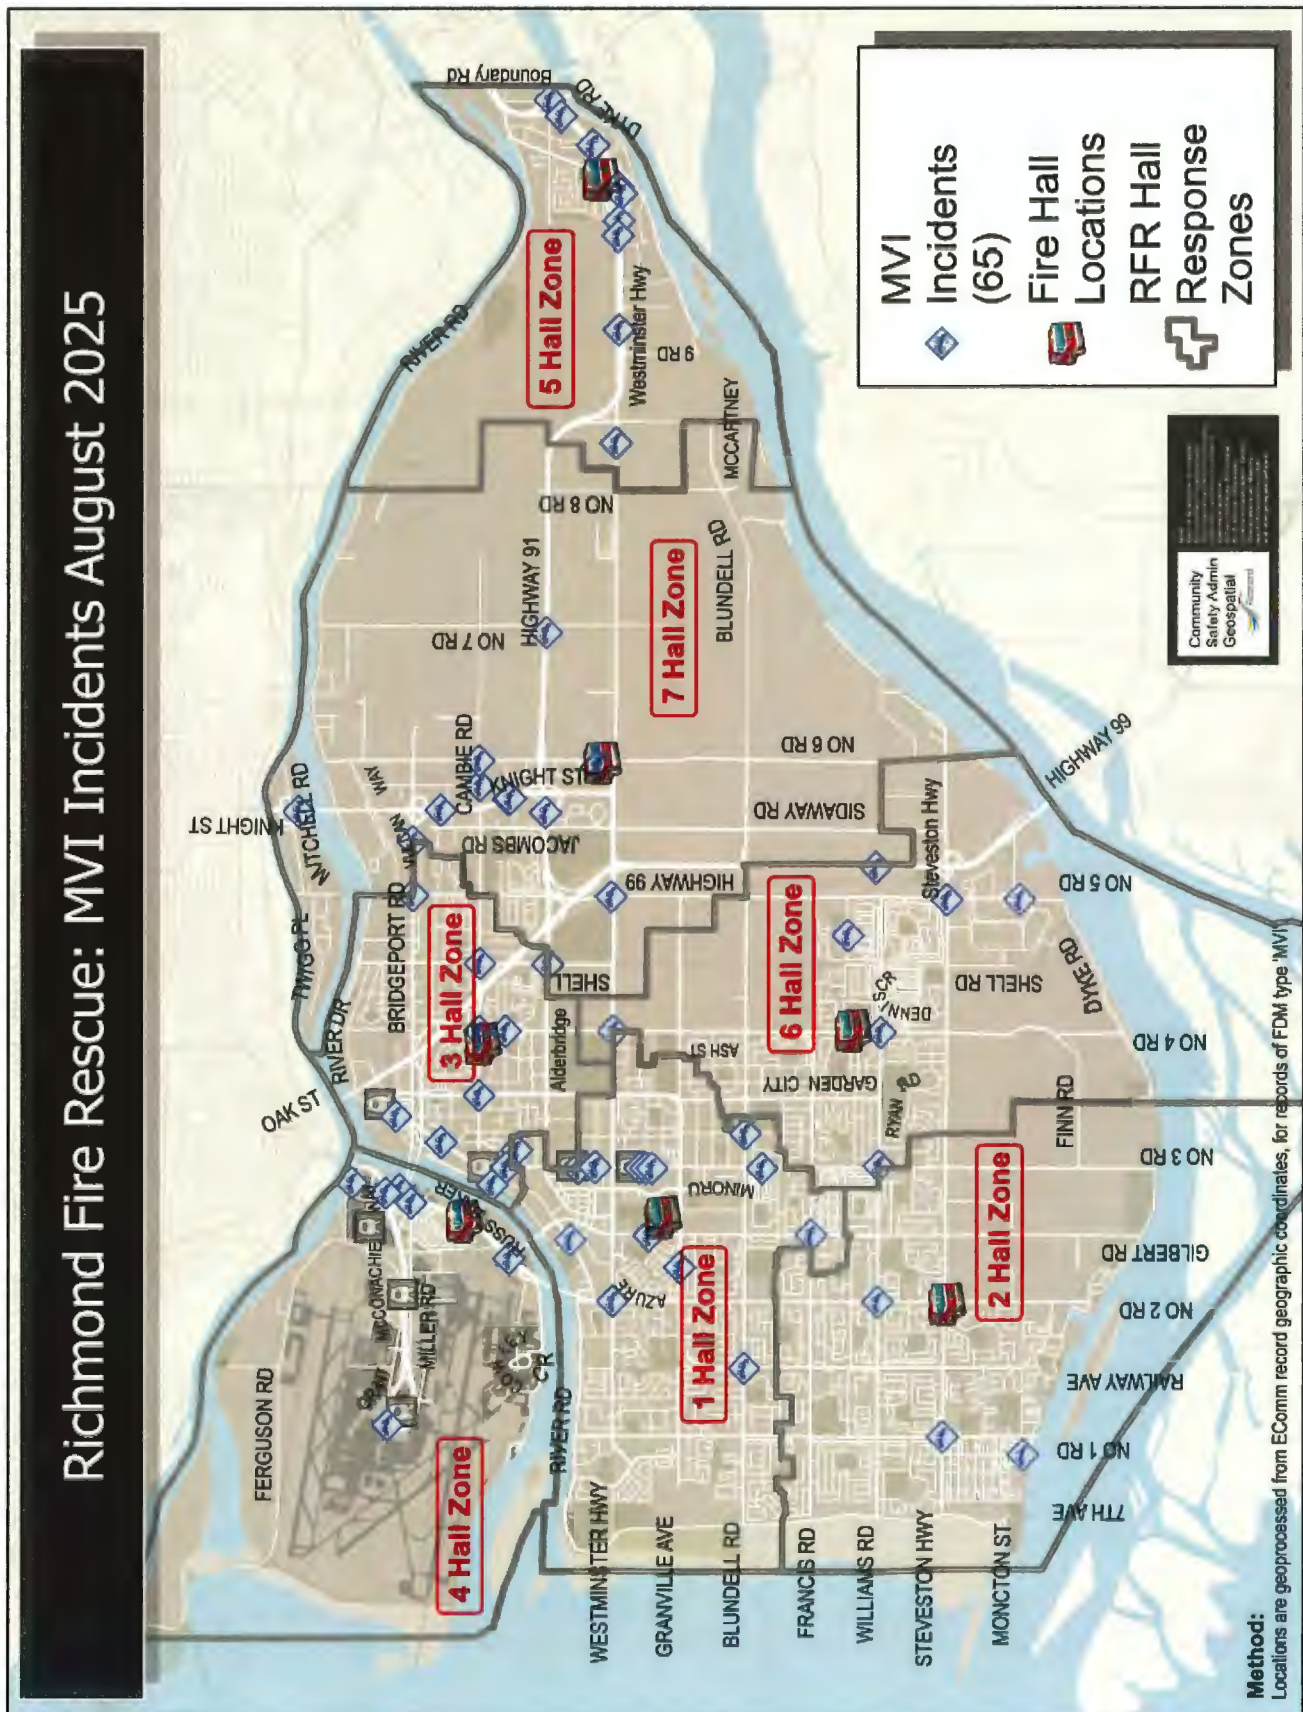 Richmond Fire Rescue: MVI Incidents August 2025
MVI
Incidents
(65)
Fire Hall
Locations
RFR Hall
Response
Zones
Community
Safety Admin
Geospatial
Richmond
4 Hall Zone
3 Hall Zone
5 Hall Zone
7 Hall Zone
1 Hall Zone
6 Hall Zone
2 Hall Zone
FERGUSON RD
MILLER RD
RIVER RD
OAK ST
RIVER DR
TWIGG PL
MITCHELL RD
KNIGHT ST
BRIDGEPORT RD
WAY
CAMBIE RD
KNIGHT ST
JACOMBS RD
NO 7 RD
HIGHWAY 91
NO 8 RD
RIVER RD
Boundary Rd
DYKE RD
Westminster Hwy
9 RD
MCCARTNEY
BLUNDELL RD
NO 6 RD
SIDAWAY RD
HIGHWAY 99
SHELL
Alderbridge
ASH ST
GARDEN CITY
MINORU
AZURE
RYAN RD
SHELL RD
Steveston Hwy
HIGHWAY 99
NO 5 RD
DYKE RD
NO 4 RD
FINN RD
NO 3 RD
GILBERT RD
NO 2 RD
RAILWAY AVE
NO 1 RD
7TH AVE
WESTMINSTER HWY
GRANVILLE AVE
BLUNDELL RD
FRANCIS RD
WILLIAMS RD
STEVESTON HWY
MONCTON ST
Method:
Locations are geoprocessed from EComm record geographic coordinates, for records of FDM type 'MVI'